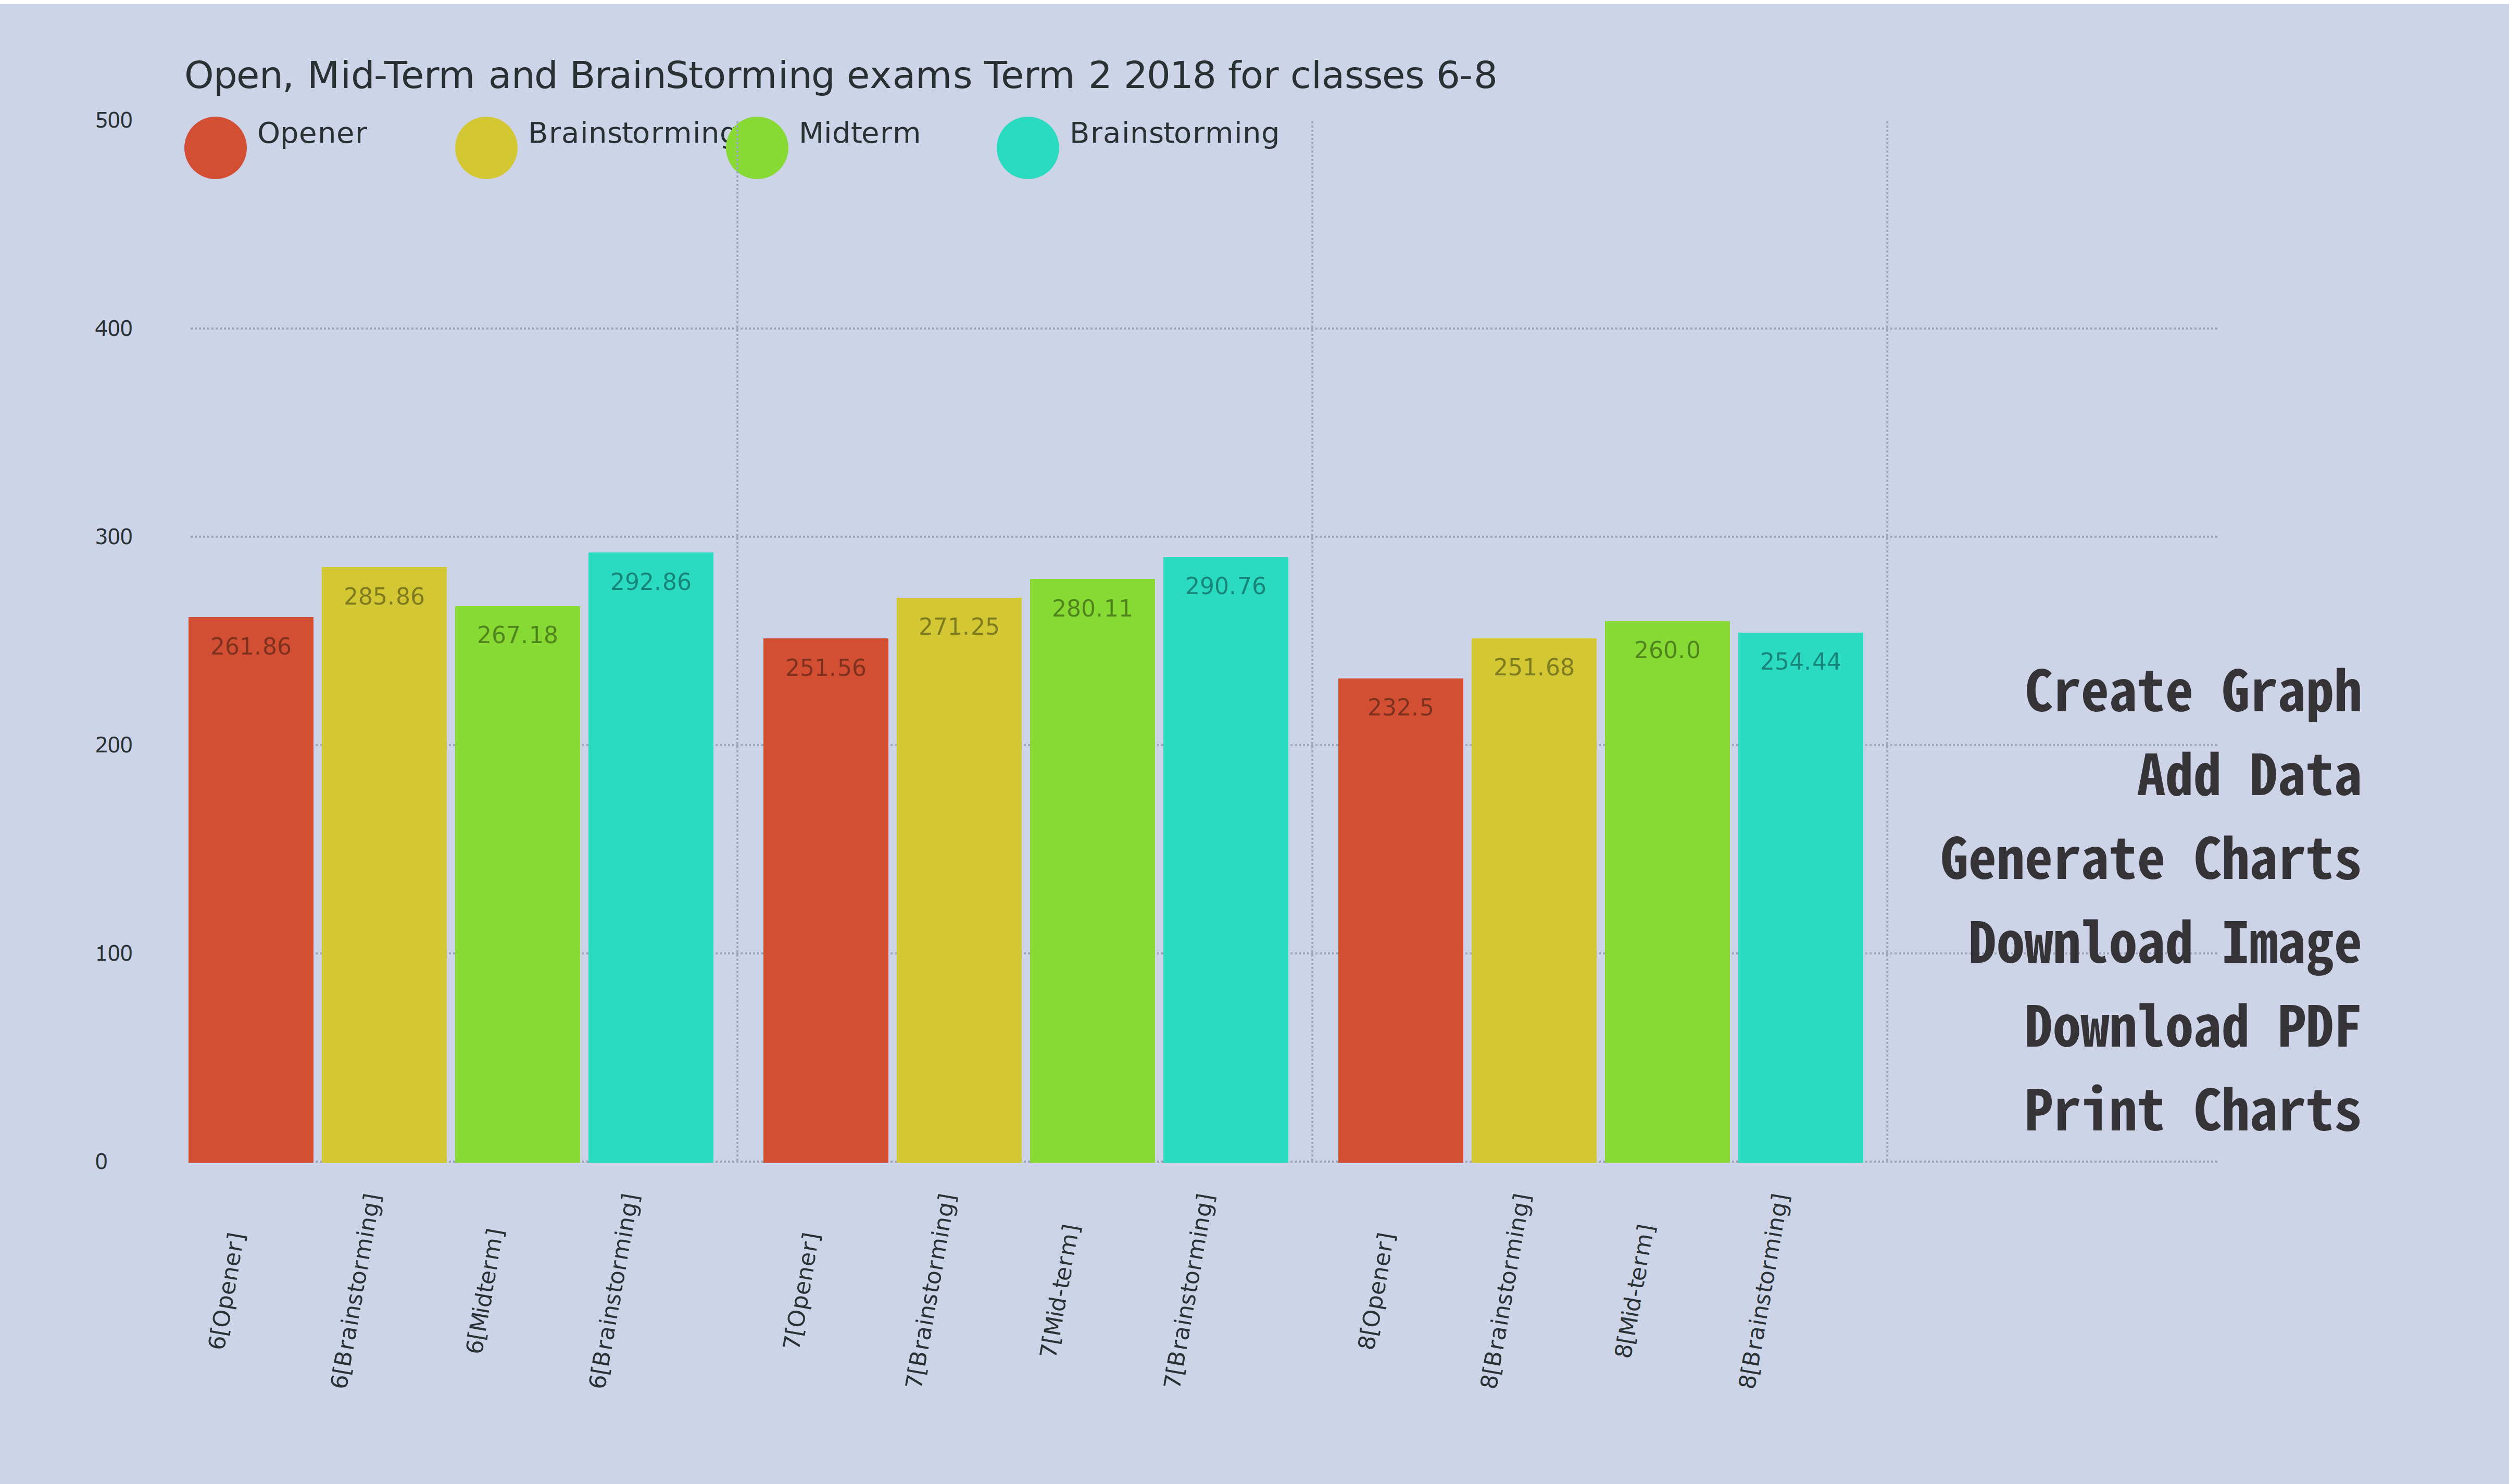 Open, Mid-Term and BrainStorming exams Term 2 2018 for classes 6-8
500
Opener
Brainstorming
Midterm
Brainstorming
400
300
200
100
0
261.86
285.86
267.18
292.86
251.56
271.25
280.11
290.76
232.5
251.68
260.0
254.44
6[Opener]
6[Brainstorming]
6[Midterm]
6[Brainstorming]
7[Opener]
7[Brainstorming]
7[Mid-term]
7[Brainstorming]
8[Opener]
8[Brainstorming]
8[Mid-term]
8[Brainstorming]
Create Graph
Add Data
Generate Charts
Download Image
Download PDF
Print Charts